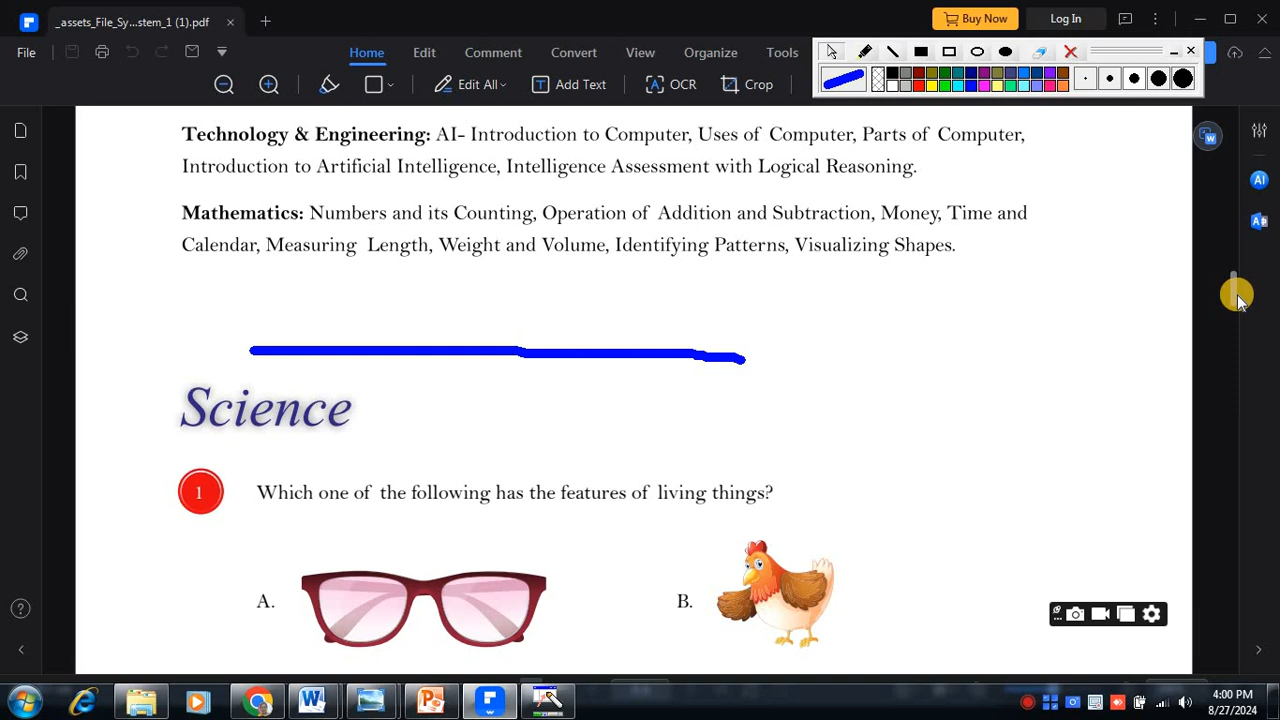 _assets_File_Sy...stem_1 (1).pdf
Buy Now
Log In
File
Home
Edit
Comment
Convert
View
Organize
Tools
Edit All
Add Text
OCR
Crop
Technology & Engineering: AI- Introduction to Computer, Uses of Computer, Parts of Computer,
Introduction to Artificial Intelligence, Intelligence Assessment with Logical Reasoning.
Mathematics: Numbers and its Counting, Operation of Addition and Subtraction, Money, Time and
Calendar, Measuring Length, Weight and Volume, Identifying Patterns, Visualizing Shapes.
AI
Science
1 Which one of the following has the features of living things?
A.
B.
4:00 PM
8/27/2024